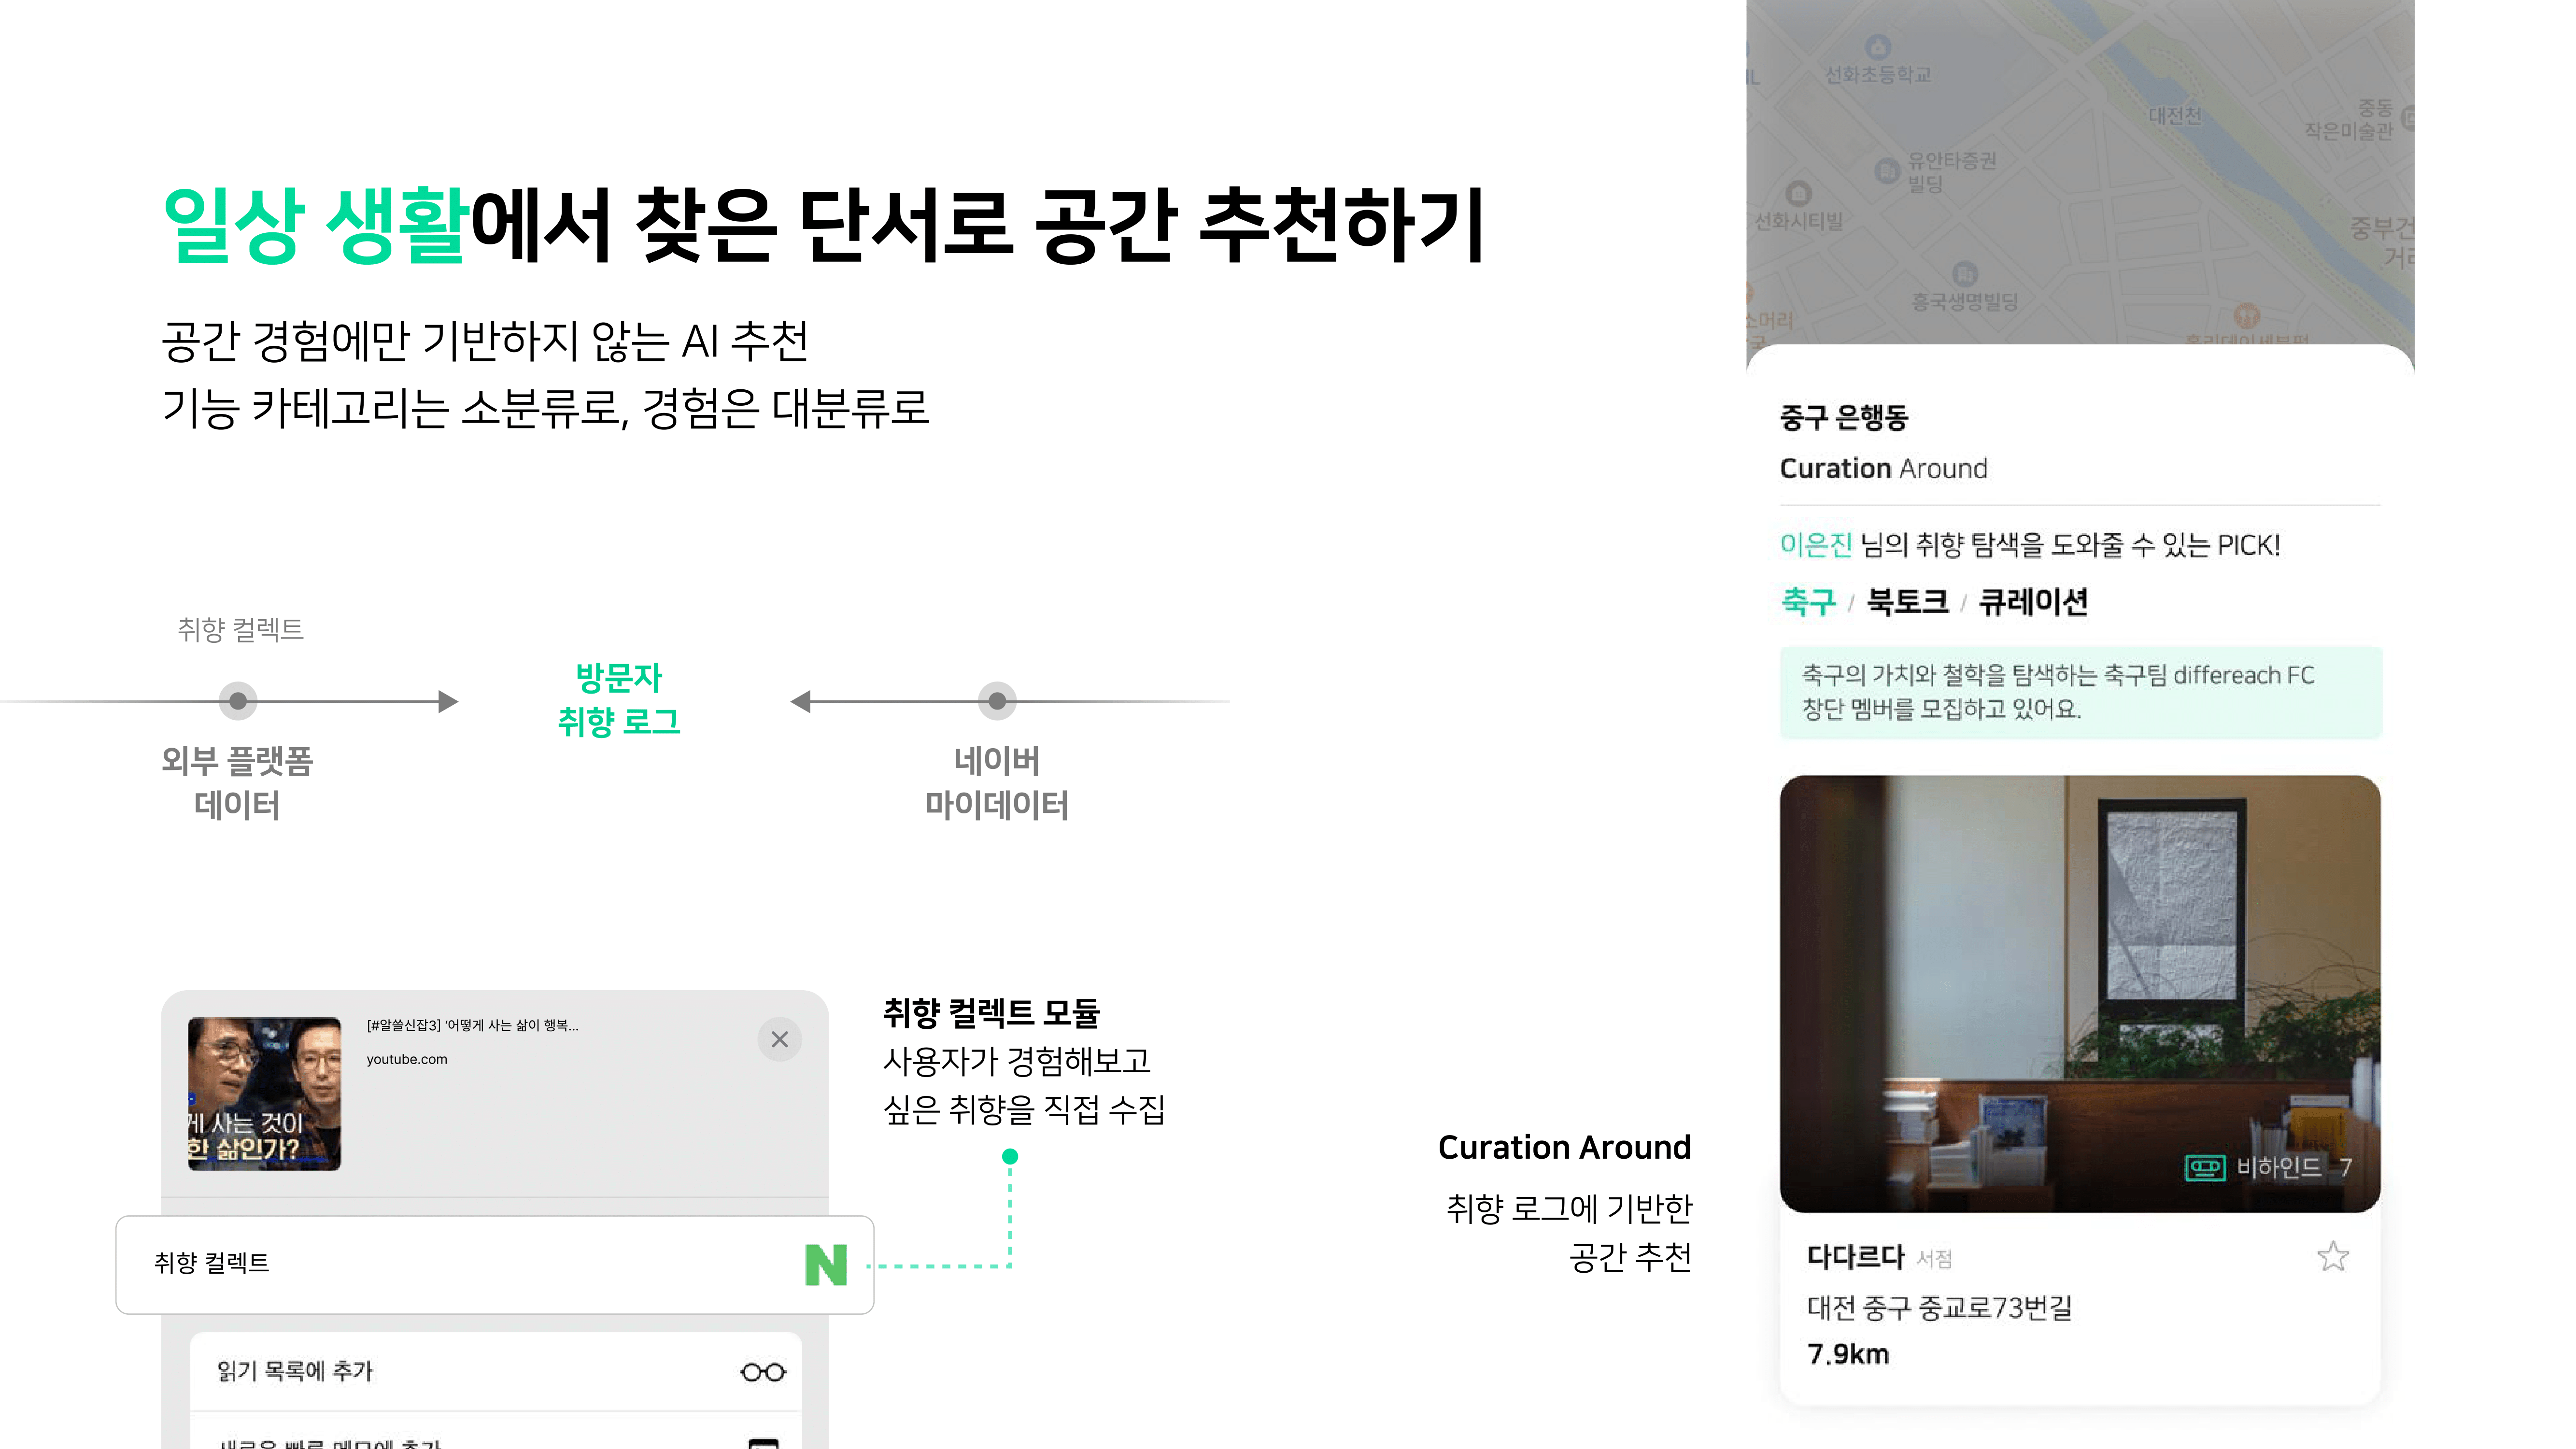 일상 생활에서 찾은 단서로 공간 추천하기
공간 경험에만 기반하지 않는 AI 추천
기능 카테고리는 소분류로, 경험은 대분류로
취향 컬렉트
외부 플랫폼
데이터
방문자
취향 로그
네이버
마이데이터
[#알쓸신잡3] '어떻게 사는 삶이 행복...
youtube.com
게 사는 것이
한 삶인가?
취향 컬렉트
N
읽기 목록에 추가
새로운 빠른 메모에 추가
취향 컬렉트 모듈
사용자가 경험해보고
싶은 취향을 직접 수집
Curation Around
취향 로그에 기반한
공간 추천
선화초등학교
대전천
중동
작은미술관
유안타증권
빌딩
선화시티빌
중부건
거리
흥국생명빌딩
소머리
중구 은행동
Curation Around
이은진 님의 취향 탐색을 도와줄 수 있는 PICK!
축구 / 북토크 / 큐레이션
축구의 가치와 철학을 탐색하는 축구팀 differeach FC
창단 멤버를 모집하고 있어요.
비하인드 7
다다르다 서점
대전 중구 중교로73번길
7.9km